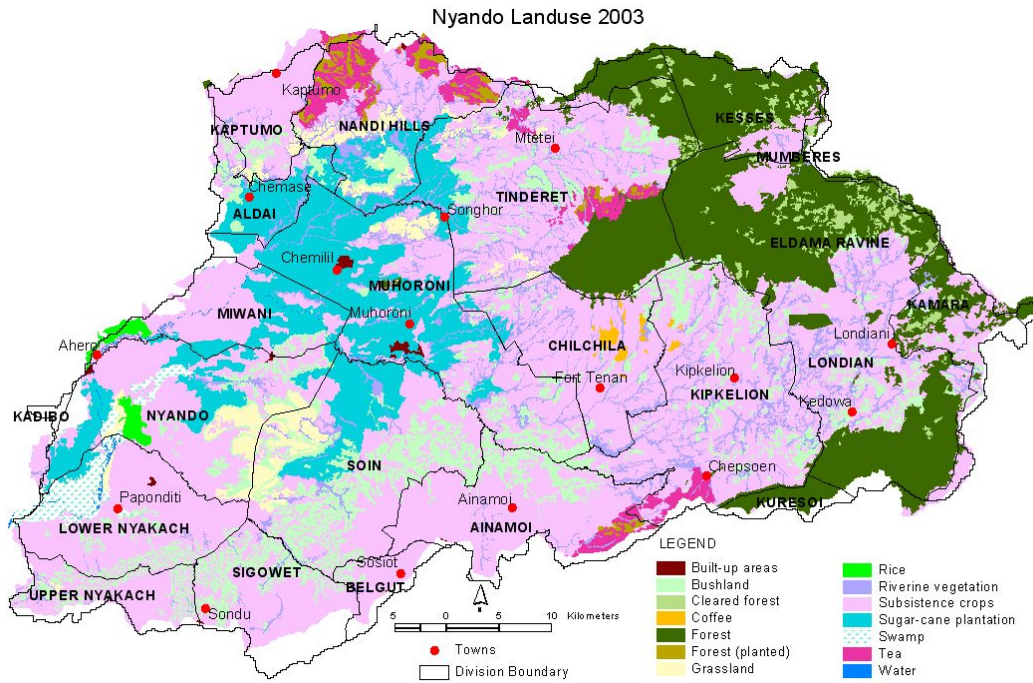 Nyando Landuse 2003
Kaptumo
KAPTUMO
NANDI HILLS
KESSES
Mtetei
MUMBERES
Chemase
ALDAI
TINDERET
Songhor
ELDAMA RAVINE
Chemilil
MUHORONI
KAMARA
MIWANI
Muhoroni
Londiani
Ahero
CHILCHILA
LONDIAN
Fort Tenan
Kipkelion
KIPKELION
KADIBO
NYANDO
Kedowa
SOIN
Chepsoen
Paponditi
Ainamoi
LOWER NYAKACH
AINAMOI
KURESOI
Sosiot
SIGOWET
BELGUT
UPPER NYAKACH
Sondu
N
5 0 5 10 Kilometers
Towns
Division Boundary
LEGEND
Built-up areas
Bushland
Cleared forest
Coffee
Forest
Forest (planted)
Grassland
Rice
Riverine vegetation
Subsistence crops
Sugar-cane plantation
Swamp
Tea
Water